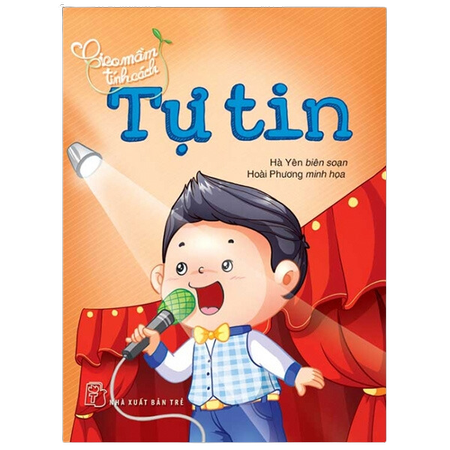 Gieo mầm
tính cách
Tự tin
Hà Yên biên soạn
Hoài Phương minh họa
NHÀ XUẤT BẢN TRẺ